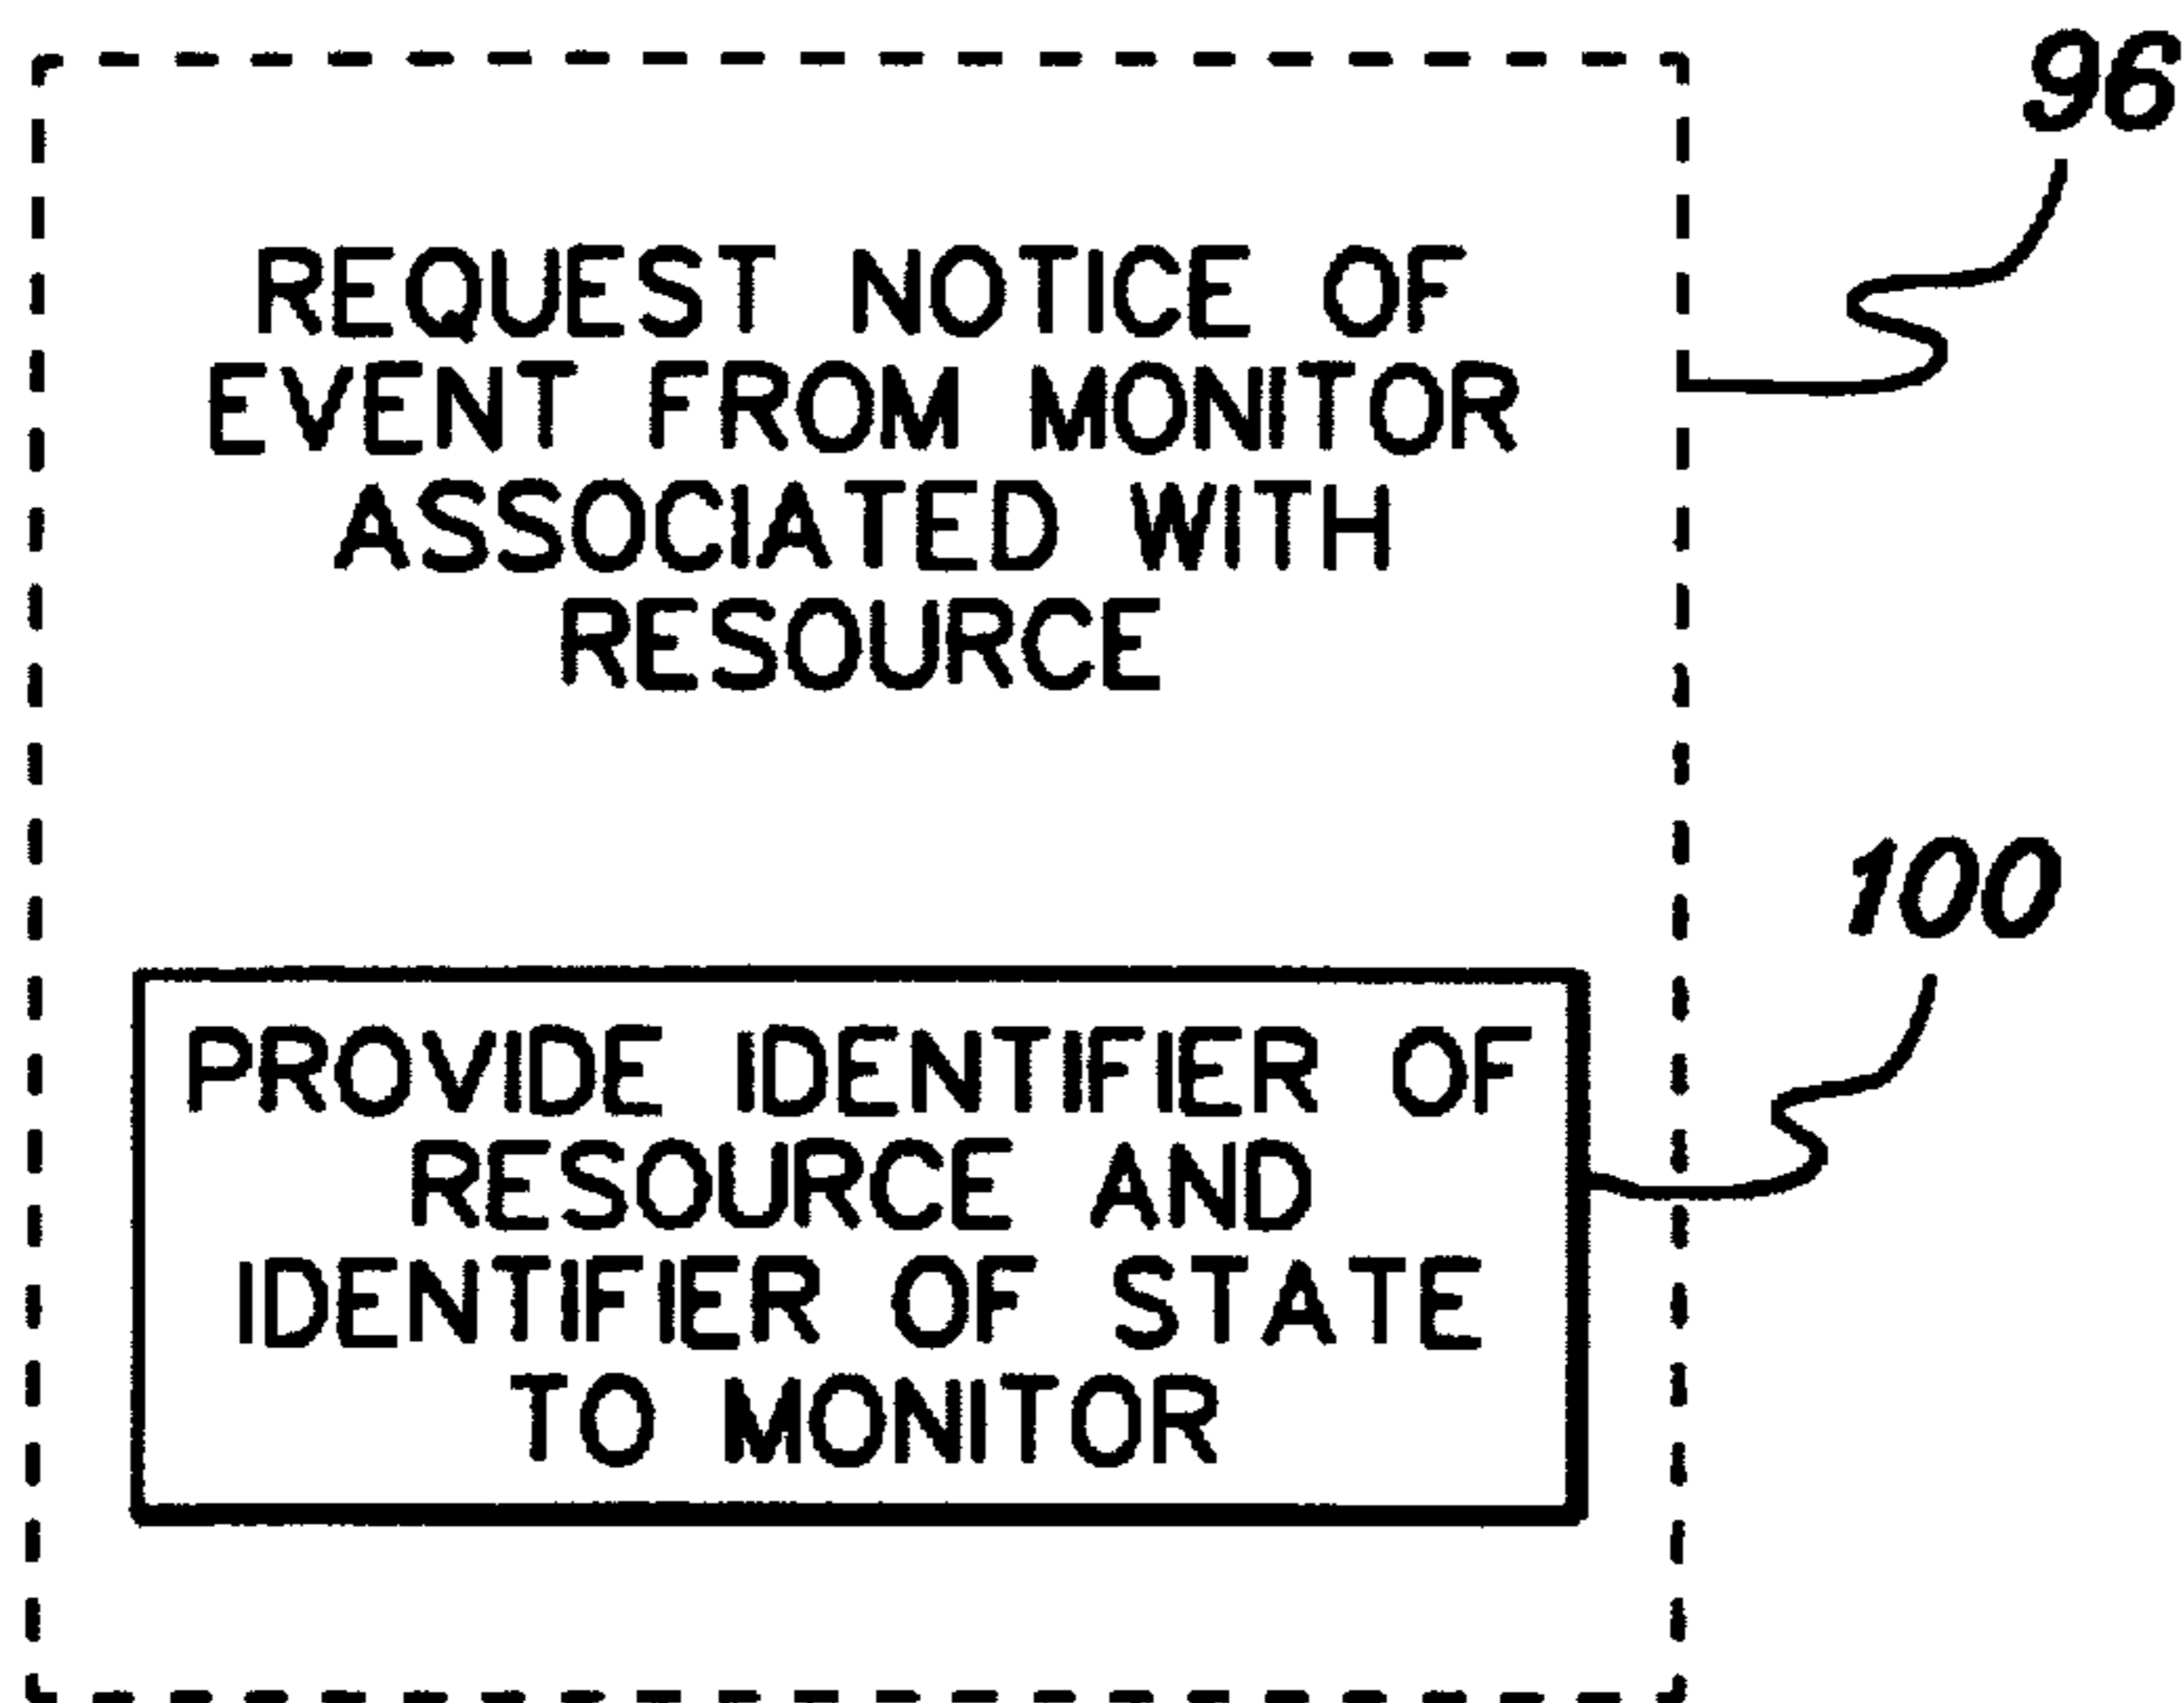 96
REQUEST NOTICE OF
EVENT FROM MONITOR
ASSOCIATED WITH
RESOURCE
100
PROVIDE IDENTIFIER OF
RESOURCE AND
IDENTIFIER OF STATE
TO MONITOR